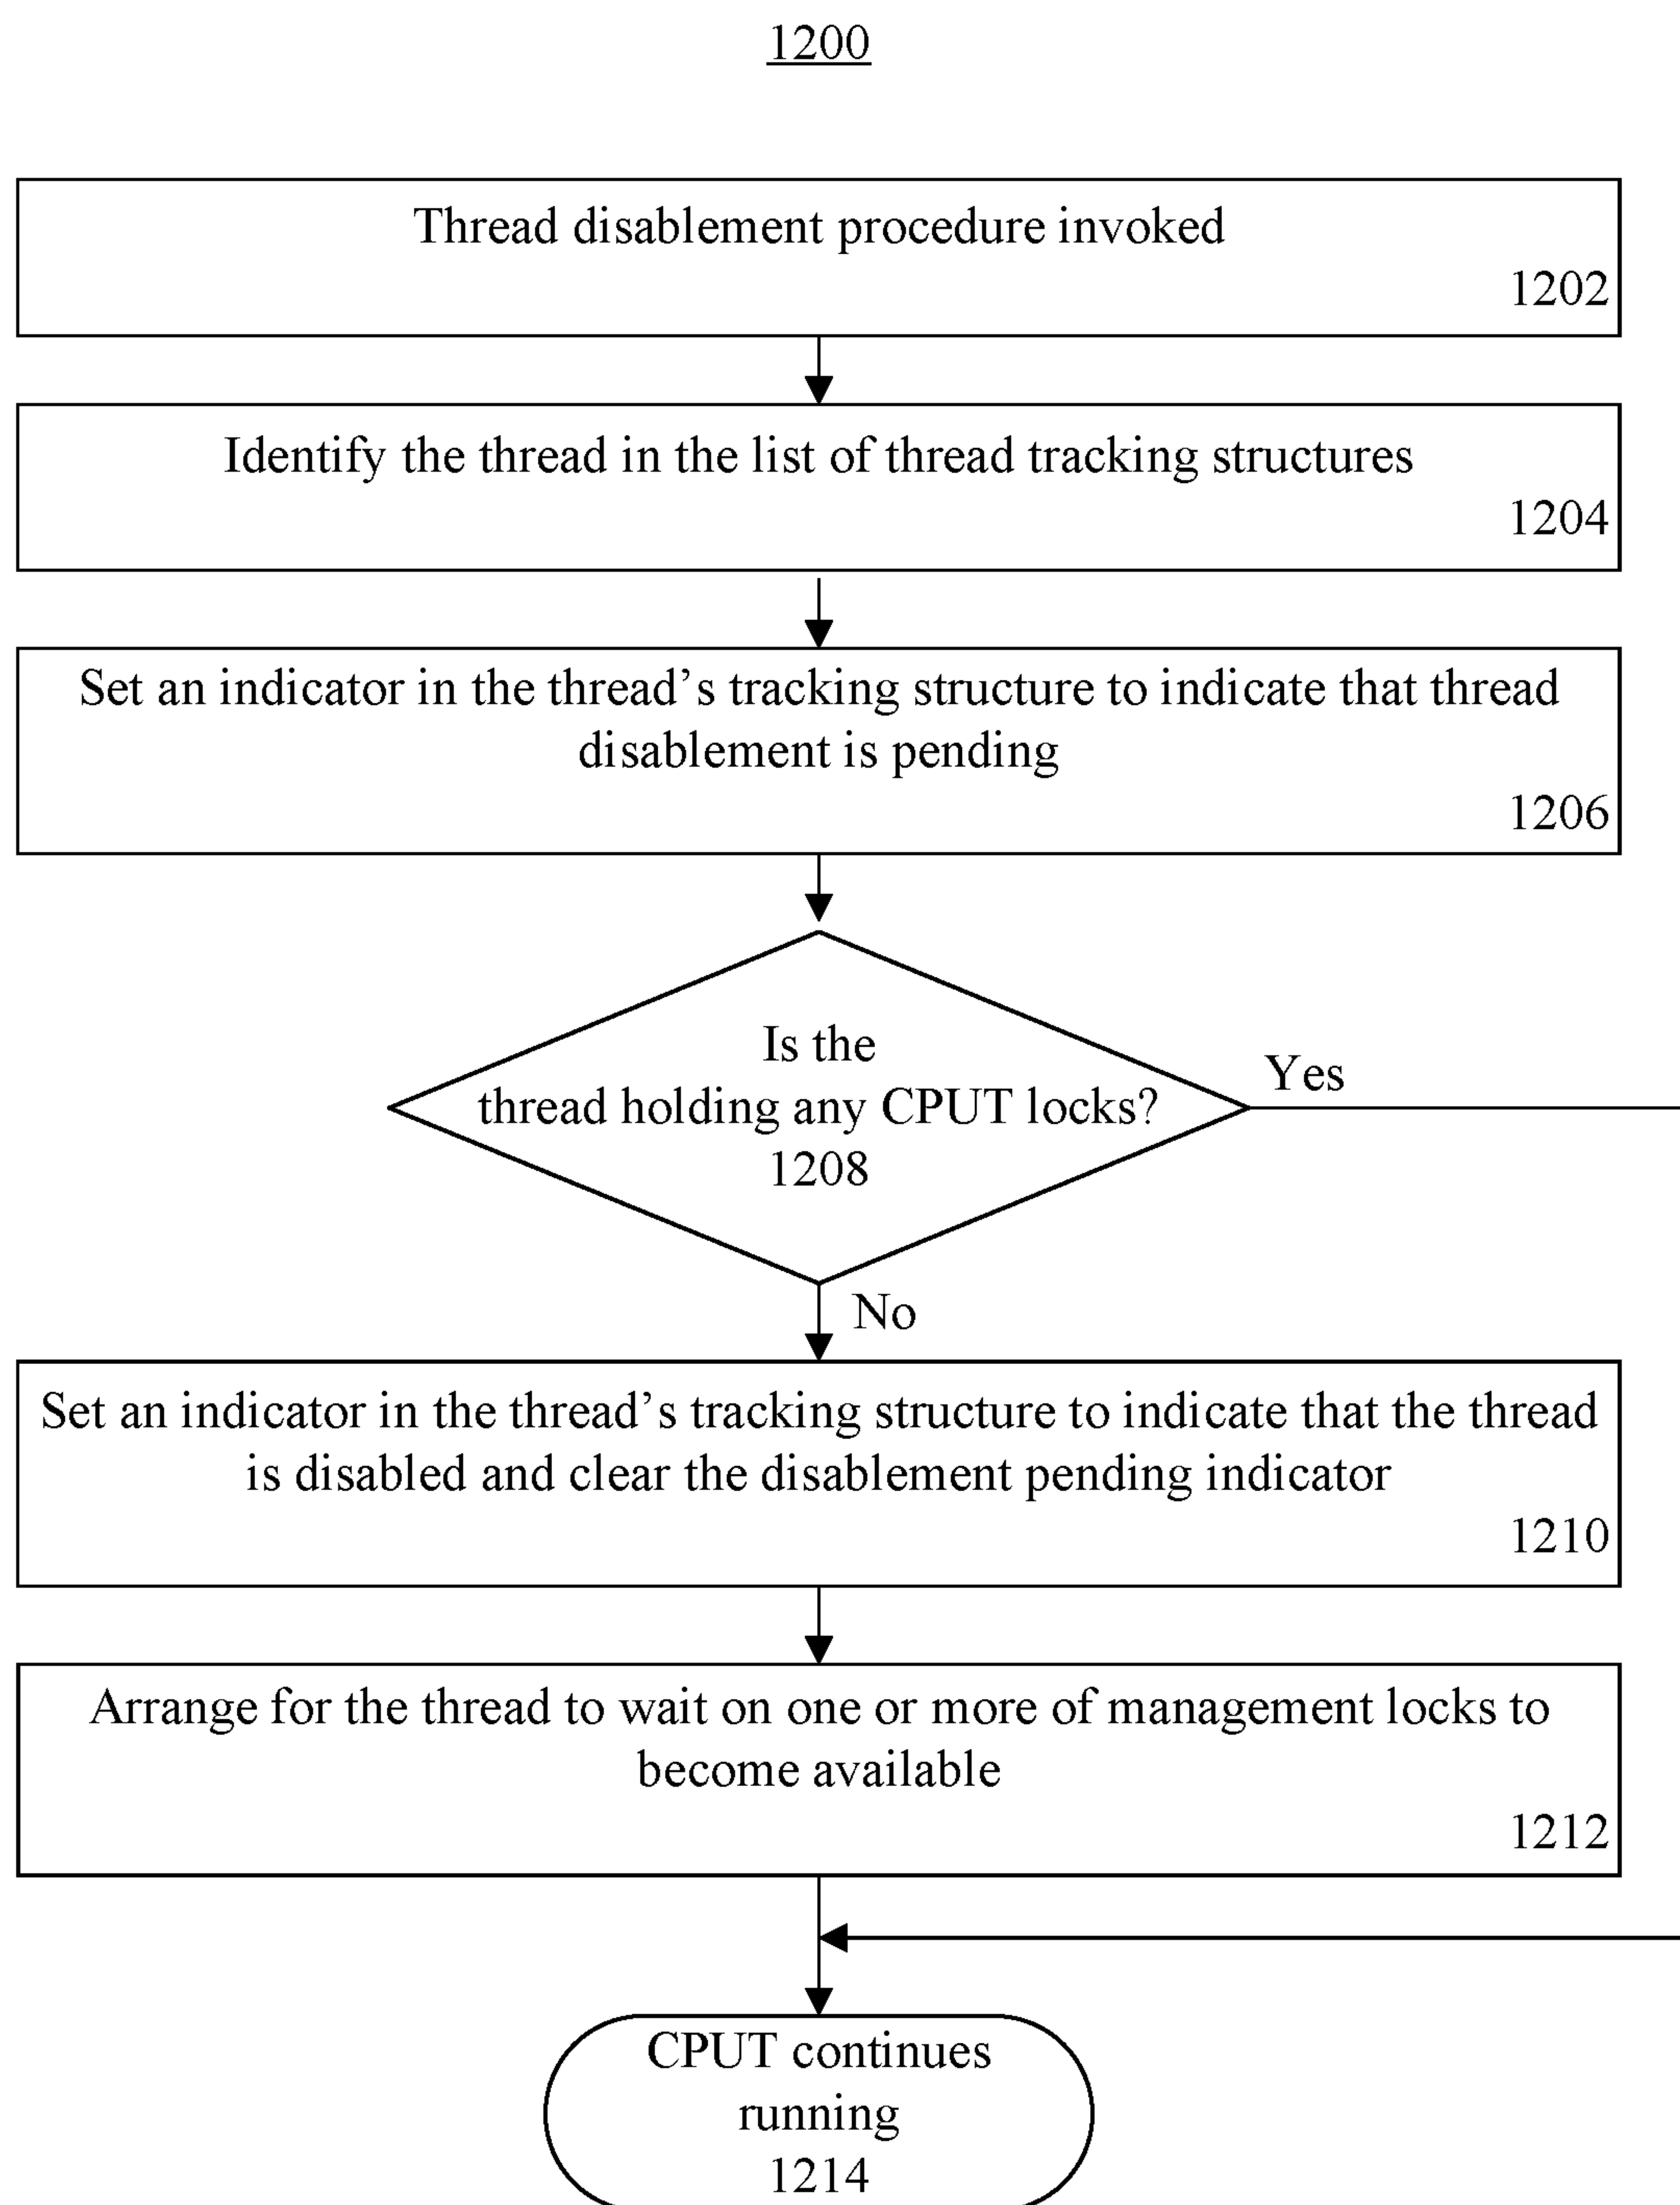 1200
Thread disablement procedure invoked
1202
Identify the thread in the list of thread tracking structures
1204
Set an indicator in the thread’s tracking structure to indicate that thread
disablement is pending
1206
Is the
thread holding any CPUT locks?
1208
Yes
No
Set an indicator in the thread’s tracking structure to indicate that the thread
is disabled and clear the disablement pending indicator
1210
Arrange for the thread to wait on one or more of management locks to
become available
1212
CPUT continues
running
1214